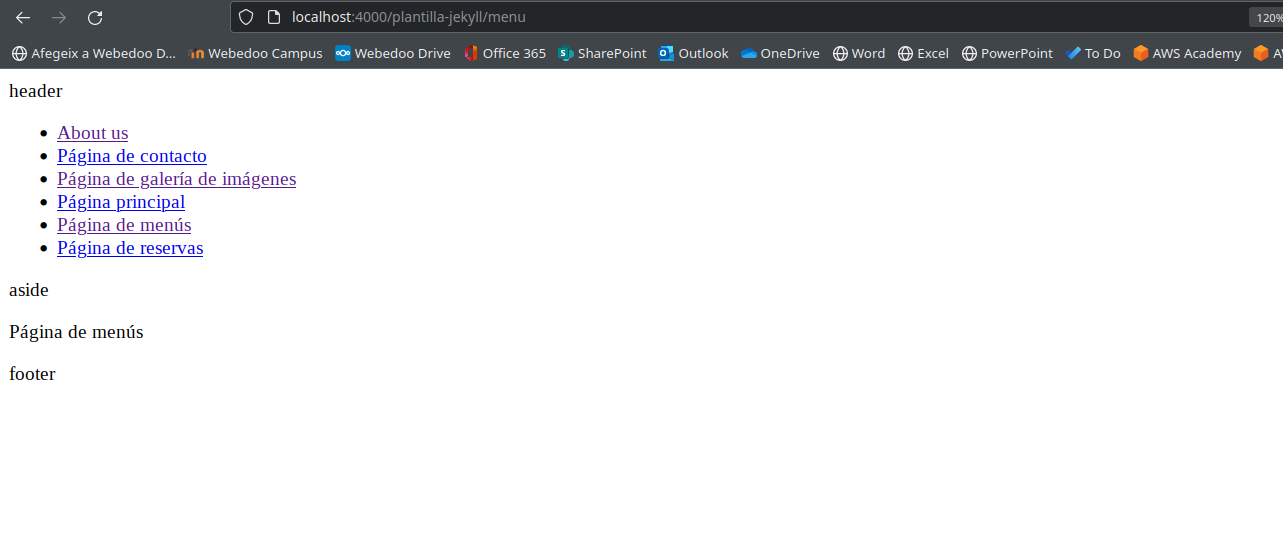 localhost:4000/plantilla-jekyll/menu 120%
Afegeix a Webedoo D... Webedoo Campus Webedoo Drive Office 365 SharePoint Outlook OneDrive Word Excel PowerPoint To Do AWS Academy
header
About us
Página de contacto
Página de galería de imágenes
Página principal
Página de menús
Página de reservas
aside
Página de menús
footer